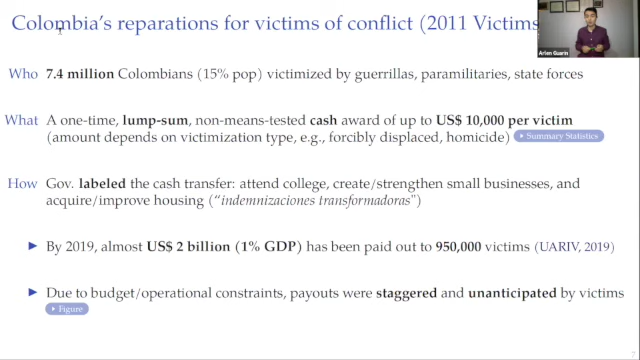 Colombia's reparations for victims of conflict (2011 Victims
Arlen Guarin
Who 7.4 million Colombians (15% pop) victimized by guerrillas, paramilitaries, state forces
What A one-time, lump-sum, non-means-tested cash award of up to US$ 10,000 per victim
(amount depends on victimization type, e.g., forcibly displaced, homicide) Summary Statistics
How Gov. labeled the cash transfer: attend college, create/strengthen small businesses, and
acquire/improve housing ("indemnizaciones transformadoras")
By 2019, almost US$ 2 billion (1% GDP) has been paid out to 950,000 victims (UARIV, 2019)
Due to budget/operational constraints, payouts were staggered and unanticipated by victims
Figure
7